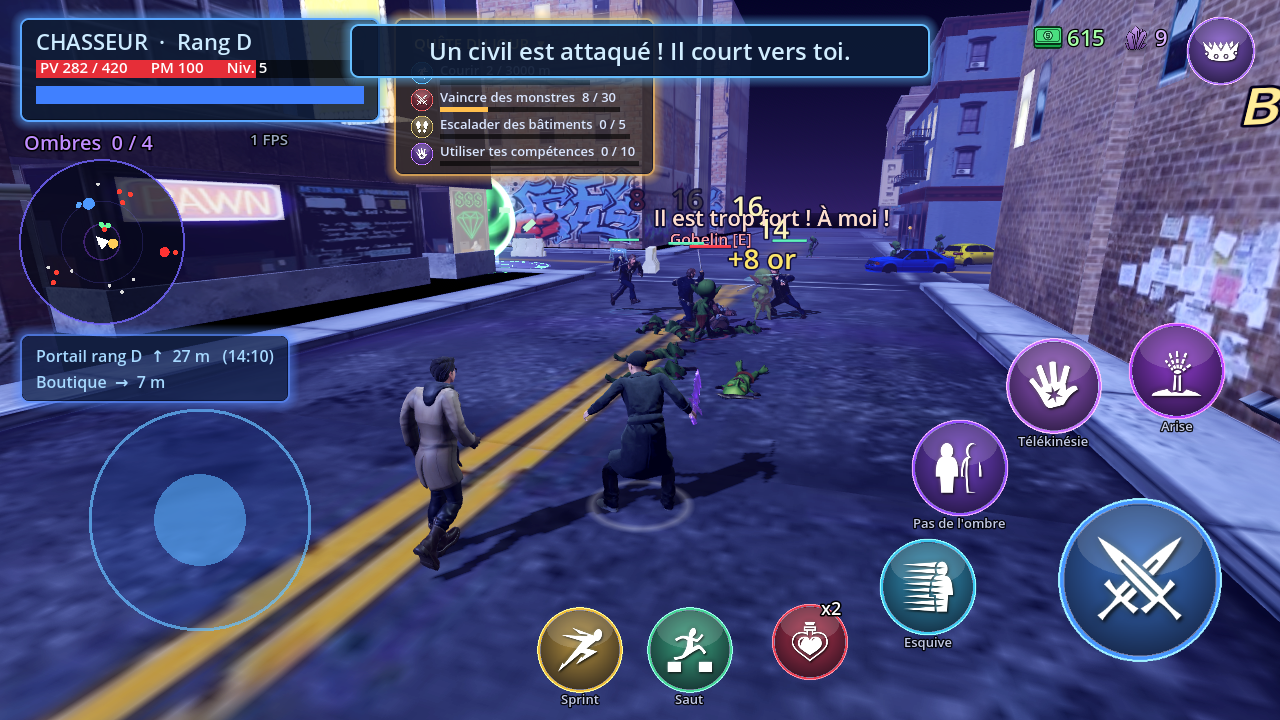 CHASSEUR · Rang D
PV 282 / 420 PM 100 Niv. 5
Un civil est attaqué ! Il court vers toi.
615
9
B
Vaincre des monstres 8 / 30
Escalader des bâtiments 0 / 5
Utiliser tes compétences 0 / 10
Ombres 0 / 4
1 FPS
PAWN
$$$
8 16 16
Il est trop fort ! À moi !
14
Gobelin [E]
+8 or
Portail rang D ↑ 27 m (14:10)
Boutique → 7 m
Télékinésie
Arise
Pas de l'ombre
Esquive
x2
Sprint
Saut